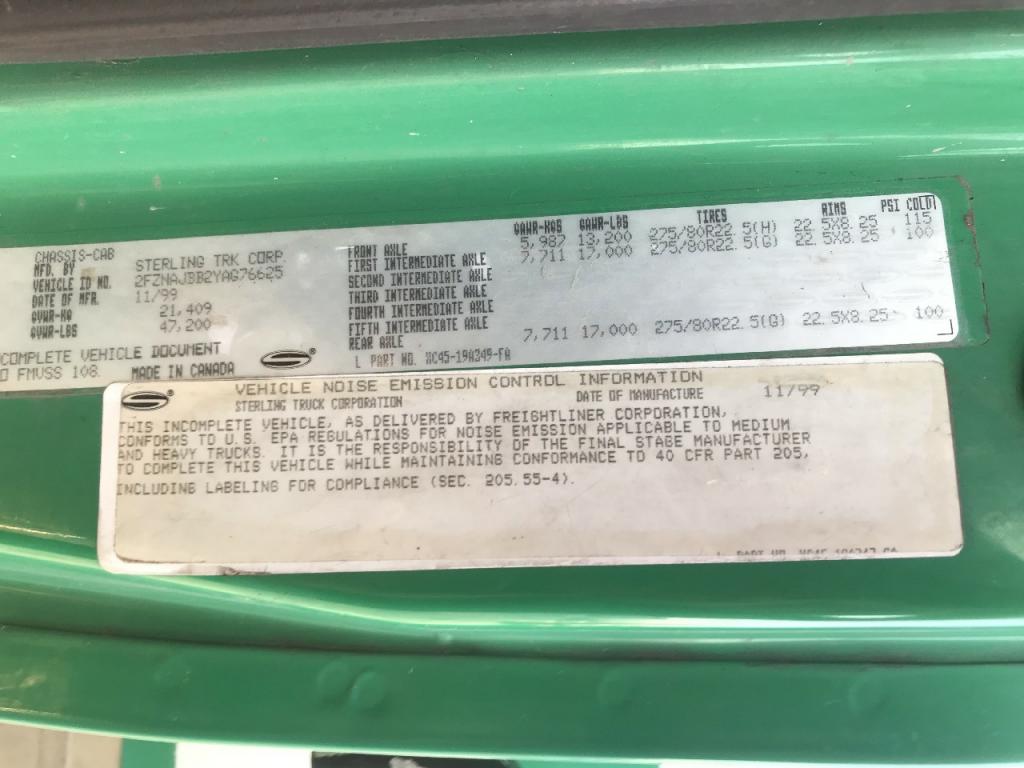 CHASSIS-CAB
MFD. BY STERLING TRK CORP.
VEHICLE ID NO. 2FZNAJBB2YAG76625
DATE OF MFR. 11/99
GVWR-KG 21,409
GVWR-LBS 47,200
COMPLETE VEHICLE DOCUMENT
FMVSS 108. MADE IN CANADA
GAWR-KGS GAWR-LBS TIRES RIMS PSI COLD
FRONT AXLE 5,987 13,200 275/80R22.5(H) 22.5X8.25 115
FIRST INTERMEDIATE AXLE 7,711 17,000 275/80R22.5(G) 22.5X8.25 100
SECOND INTERMEDIATE AXLE
THIRD INTERMEDIATE AXLE
FOURTH INTERMEDIATE AXLE
FIFTH INTERMEDIATE AXLE
REAR AXLE 7,711 17,000 275/80R22.5(G) 22.5X8.25 100
L PART NO. XC45-19A349-FA
VEHICLE NOISE EMISSION CONTROL INFORMATION
STERLING TRUCK CORPORATION DATE OF MANUFACTURE 11/99
THIS INCOMPLETE VEHICLE, AS DELIVERED BY FREIGHTLINER CORPORATION,
CONFORMS TO U.S. EPA REGULATIONS FOR NOISE EMISSION APPLICABLE TO MEDIUM
AND HEAVY TRUCKS. IT IS THE RESPONSIBILITY OF THE FINAL STAGE MANUFACTURER
TO COMPLETE THIS VEHICLE WHILE MAINTAINING CONFORMANCE TO 40 CFR PART 205,
INCLUDING LABELING FOR COMPLIANCE (SEC. 205.55-4).
L PART NO.